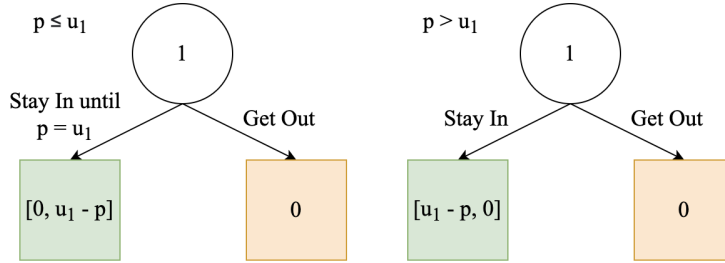 p ≤ u₁
1
Stay In until
p = u₁
Get Out
[0, u₁ - p]
0
p > u₁
1
Stay In
Get Out
[u₁ - p, 0]
0